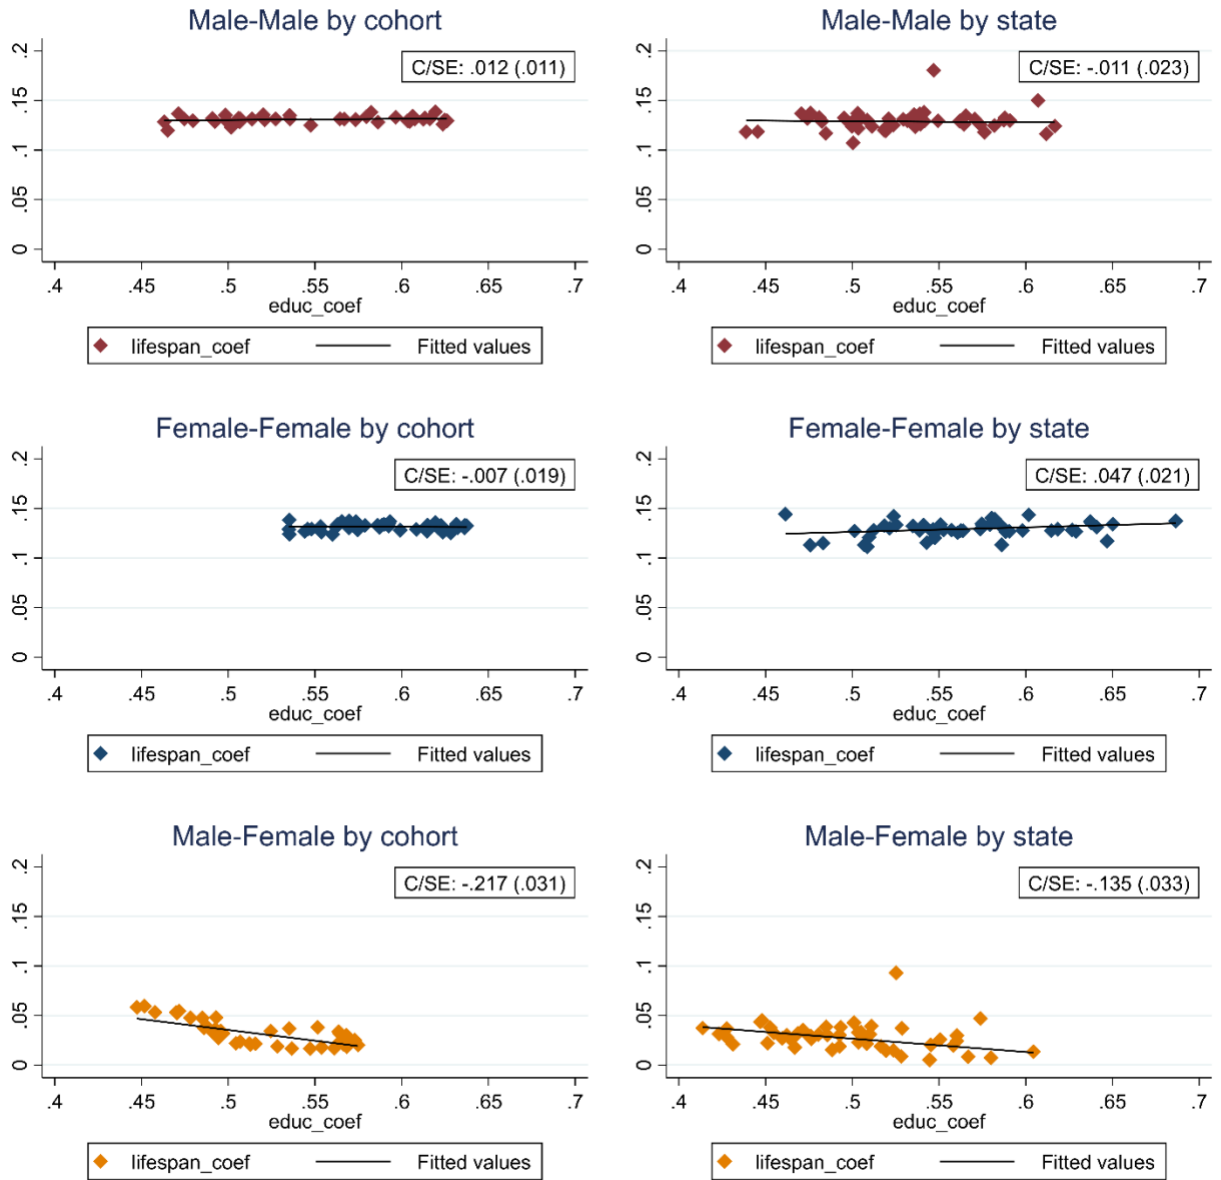 Male-Male by cohort
C/SE: .012 (.011)
.2
.15
.1
.05
0
.4 .45 .5 .55 .6 .65 .7
educ_coef
lifespan_coef Fitted values
Male-Male by state
C/SE: -.011 (.023)
.2
.15
.1
.05
0
.4 .45 .5 .55 .6 .65 .7
educ_coef
lifespan_coef Fitted values
Female-Female by cohort
C/SE: -.007 (.019)
.2
.15
.1
.05
0
.4 .45 .5 .55 .6 .65 .7
educ_coef
lifespan_coef Fitted values
Female-Female by state
C/SE: .047 (.021)
.2
.15
.1
.05
0
.4 .45 .5 .55 .6 .65 .7
educ_coef
lifespan_coef Fitted values
Male-Female by cohort
C/SE: -.217 (.031)
.2
.15
.1
.05
0
.4 .45 .5 .55 .6 .65 .7
educ_coef
lifespan_coef Fitted values
Male-Female by state
C/SE: -.135 (.033)
.2
.15
.1
.05
0
.4 .45 .5 .55 .6 .65 .7
educ_coef
lifespan_coef Fitted values